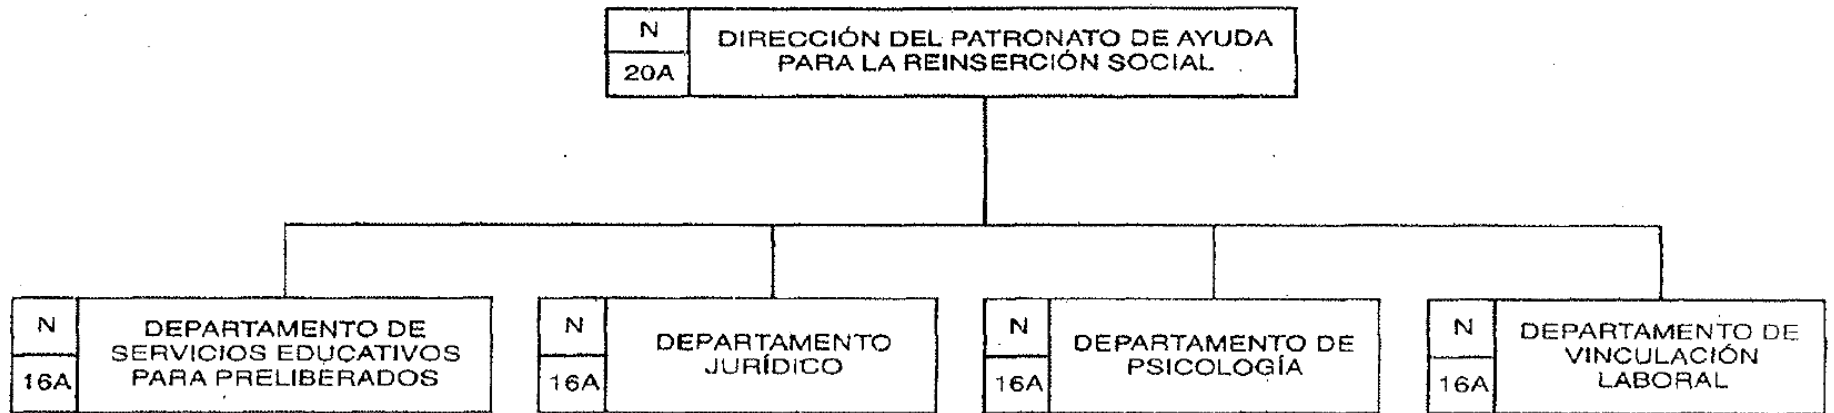 N
20A
DIRECCIÓN DEL PATRONATO DE AYUDA
PARA LA REINSERCIÓN SOCIAL
N
16A
DEPARTAMENTO DE
SERVICIOS EDUCATIVOS
PARA PRELIBERADOS
N
16A
DEPARTAMENTO
JURÍDICO
N
16A
DEPARTAMENTO DE
PSICOLOGÍA
N
16A
DEPARTAMENTO DE
VINCULACIÓN
LABORAL